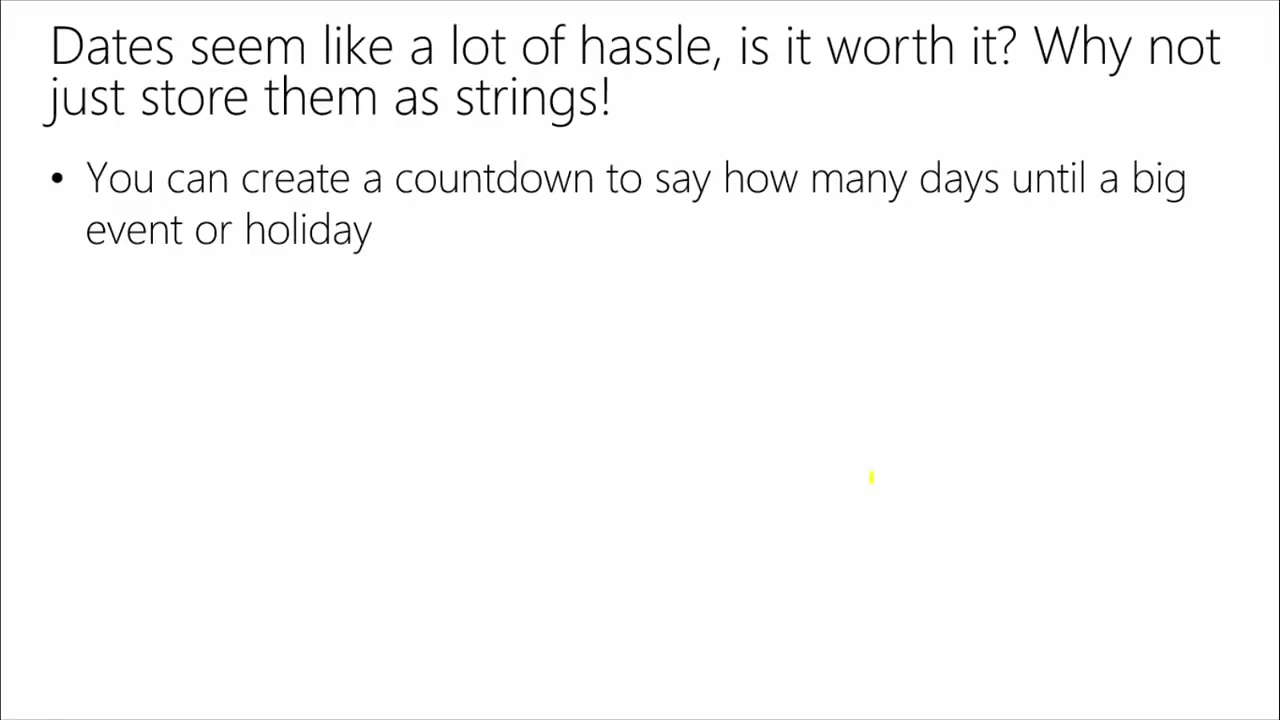 Dates seem like a lot of hassle, is it worth it? Why not
just store them as strings!
• You can create a countdown to say how many days until a big
event or holiday